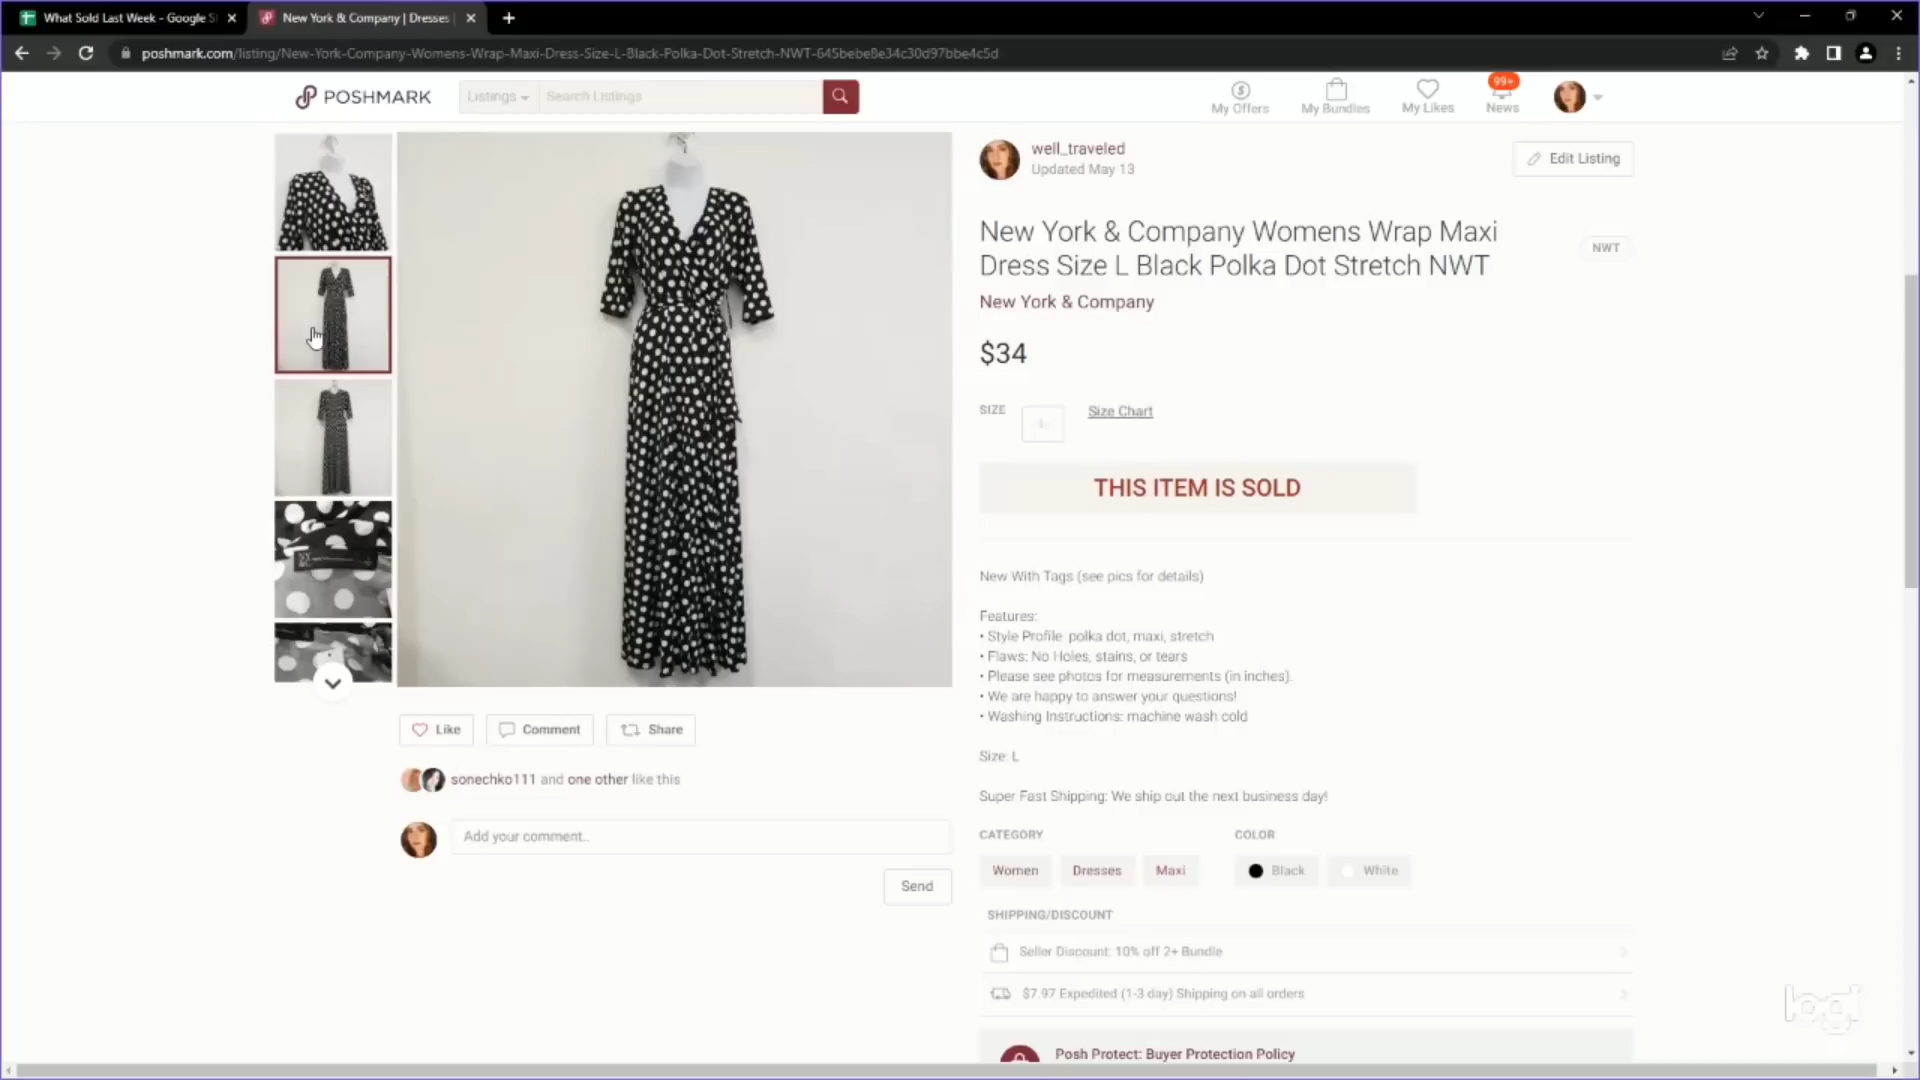 What Sold Last Week - Google S
New York & Company | Dresses
poshmark.com/listing/New-York-Company-Womens-Wrap-Maxi-Dress-Size-L-Black-Polka-Dot-Stretch-NWT-645bebe8e34c30d97bbe4c5d
POSHMARK
Listings
Search Listings
My Offers
My Bundles
My Likes
99+
News
well_traveled
Updated May 13
Edit Listing
New York & Company Womens Wrap Maxi
Dress Size L Black Polka Dot Stretch NWT
NWT
New York & Company
$34
SIZE
L
Size Chart
THIS ITEM IS SOLD
New With Tags (see pics for details)
Features:
• Style Profile polka dot, maxi, stretch
• Flaws: No Holes, stains, or tears
• Please see photos for measurements (in inches).
• We are happy to answer your questions!
• Washing Instructions: machine wash cold
Size: L
Super Fast Shipping: We ship out the next business day!
CATEGORY
COLOR
Women
Dresses
Maxi
Black
White
SHIPPING/DISCOUNT
Seller Discount: 10% off 2+ Bundle
$7.97 Expedited (1-3 day) Shipping on all orders
Posh Protect: Buyer Protection Policy
Like
Comment
Share
sonechko111 and one other like this
Add your comment..
Send
logi